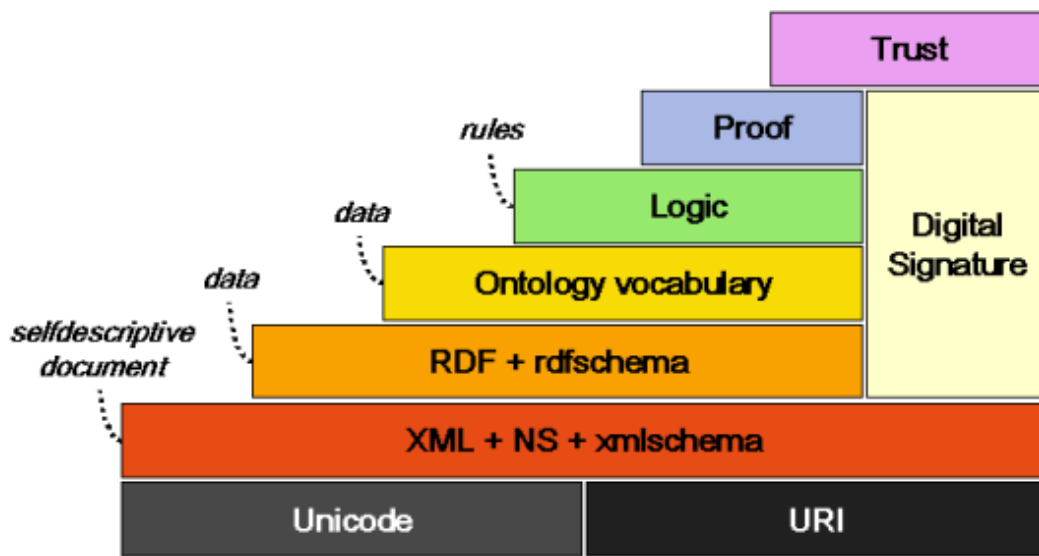 Trust
Proof
rules
Logic
data
Digital
Signature
Ontology vocabulary
data
selfdescriptive
document
RDF + rdfschema
XML + NS + xmlschema
Unicode
URI